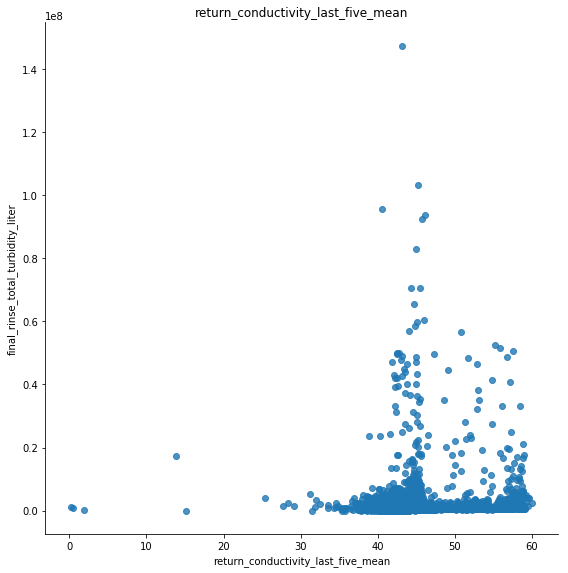 return_conductivity_last_five_mean
1e8
1.4
1.2
1.0
0.8
0.6
0.4
0.2
0.0
final_rinse_total_turbidity_liter
0 10 20 30 40 50 60
return_conductivity_last_five_mean